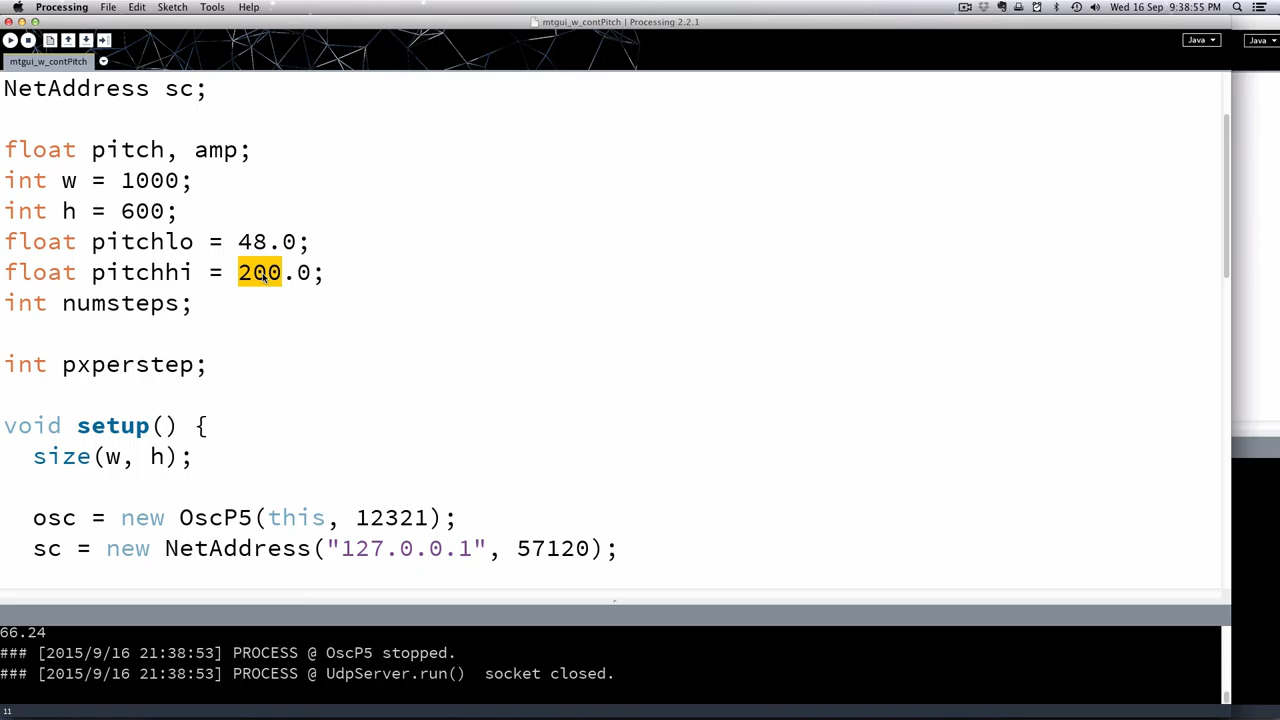 Processing File Edit Sketch Tools Help Wed 16 Sep 9:38:55 PM
mtgui_w_contPitch | Processing 2.2.1
Java
Java
mtgui_w_contPitch
NetAddress sc;
float pitch, amp;
int w = 1000;
int h = 600;
float pitchlo = 48.0;
float pitchhi = 200.0;
int numsteps;
int pxperstep;
void setup() {
size(w, h);
osc = new OscP5(this, 12321);
sc = new NetAddress("127.0.0.1", 57120);
66.24
### [2015/9/16 21:38:53] PROCESS @ OscP5 stopped.
### [2015/9/16 21:38:53] PROCESS @ UdpServer.run() socket closed.
11